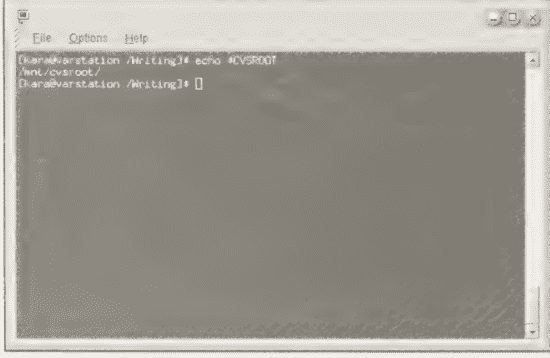 File Options Help
[kara@varstation /Writing]# echo $CVSROOT
/mnt/cvsroot/
[kara@varstation /Writing]#